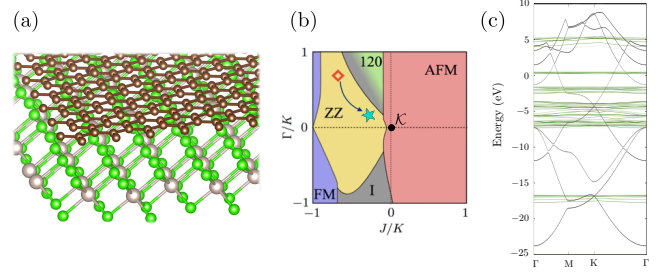 (a)
(b)
(c)
1
0
−1
Γ/K
120
AFM
ZZ
𝒦
FM
I
−1
0
1
J/K
10
5
0
−5
−10
−15
−20
−25
Energy (eV)
Γ
M
K
Γ